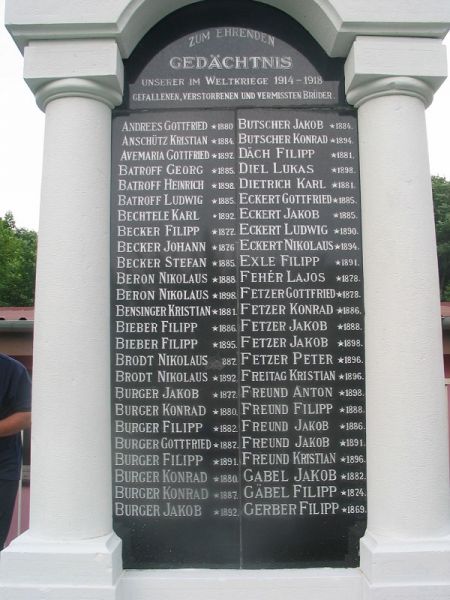 ZUM EHRENDEN
GEDÄCHTNIS
UNSERER IM WELTKRIEGE 1914-1918
GEFALLENEN, VERSTORBENEN UND VERMISSTEN BRÜDER.
ANDREES GOTTFRIED ★1880
ANSCHÜTZ KRISTIAN ★1884.
AVEMARIA GOTTFRIED ★1892.
BATROFF GEORG ★1885.
BATROFF HEINRICH ★1898.
BATROFF LUDWIG ★1885.
BECHTELE KARL ★1892.
BECKER FILIPP ★1872.
BECKER JOHANN ★1876
BECKER STEFAN ★1885.
BERON NIKOLAUS ★1888.
BERON NIKOLAUS ★1898.
BENSINGER KRISTIAN ★1881.
BIEBER FILIPP ★1886.
BIEBER FILIPP ★1895.
BRODT NIKOLAUS 887.
BRODT NIKOLAUS ★1892.
BURGER JAKOB ★1877.
BURGER KONRAD ★1880.
BURGER FILIPP ★1882.
BURGER GOTTFRIED ★1887.
BURGER FILIPP ★1891.
BURGER KONRAD ★1880.
BURGER KONRAD ★1887.
BURGER JAKOB ★1892.
BUTSCHER JAKOB ★1884.
BUTSCHER KONRAD ★1894.
DÄCH FILIPP ★1881.
DIEL LUKAS ★1898.
DIETRICH KARL ★1881.
ECKERT GOTTFRIED ★1885.
ECKERT JAKOB ★1885.
ECKERT LUDWIG ★1890.
ECKERT NIKOLAUS ★1894.
EXLE FILIPP ★1891.
FEHÉR LAJOS ★1878.
FETZER GOTTFRIED ★1878.
FETZER KONRAD ★1886.
FETZER JAKOB ★1888.
FETZER JAKOB ★1898.
FETZER PETER ★1896.
FREITAG KRISTIAN ★1896.
FREUND ANTON ★1898.
FREUND FILIPP ★1888.
FREUND JAKOB ★1886.
FREUND JAKOB ★1891.
FREUND KRISTIAN ★1896.
GABEL JAKOB ★1882.
GÄBEL FILIPP ★1874.
GERBER FILIPP ★1869.